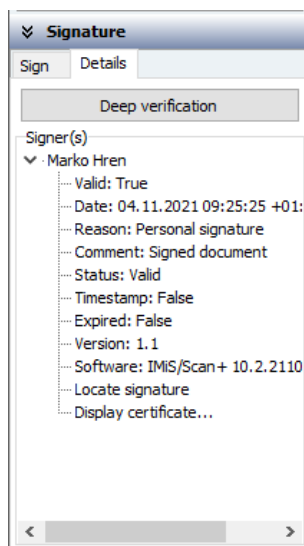 Signature
Sign Details
Deep verification
Signer(s)
Marko Hren
Valid: True
Date: 04.11.2021 09:25:25 +01:
Reason: Personal signature
Comment: Signed document
Status: Valid
Timestamp: False
Expired: False
Version: 1.1
Software: IMiS/Scan+ 10.2.2110
Locate signature
Display certificate...